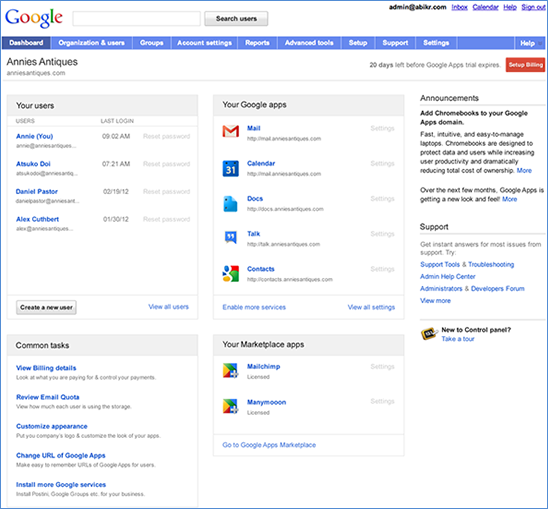 admin@abikr.com Inbox Calendar Help Sign out
Google
Search users
Dashboard Organization & users Groups Account settings Reports Advanced tools Setup Support Settings Help
Annies Antiques
anniesantiques.com
20 days left before Google Apps trial expires. Setup Billing
Your users
USERS LAST LOGIN
Annie (You) 09:02 AM Reset password
annie@anniesantiq...
Atsuko Doi 07:21 AM Reset password
atsukodoi@anniesantiq...
Daniel Pastor 02/19/12 Reset password
danielpastor@anniesant...
Alex Cuthbert 01/30/12 Reset password
alex@anniesant...
Create a new user View all users
Your Google apps
Mail Settings
http://mail.anniesantiques.com
Calendar Settings
31
http://mail.anniesantiques.com
Docs Settings
http://docs.anniesantiques.com
Talk Settings
http://talk.anniesantiques.com
Contacts Settings
http://contacts.anniesantiques.com
Enable more services View all settings
Announcements
Add Chromebooks to your Google
Apps domain.
Fast, intuitive, and easy-to-manage
laptops. Chromebooks are designed to
protect data and users while increasing
user productivity and dramatically
reducing total cost of ownership. More
Over the next few months, Google Apps is
getting a new look and feel! More
Support
Get instant answers for most issues from
support. Try:
Support Tools & Troubleshooting
Admin Help Center
Administrators & Developers Forum
View more
New to Control panel?
Take a tour
Common tasks
View Billing details
Look at what you are paying for & control your payments.
Review Email Quota
View how much each user is using the storage.
Customize appearance
Put you company's logo & customize the look of your apps.
Change URL of Google Apps
Make easy to remember URLs of Google Apps for users.
Install more Google services
Install Postini, Google Groups etc. for your business.
Your Marketplace apps
Mailchimp Settings
Licensed
Manymooon Settings
Licensed
Go to Google Apps Marketplace